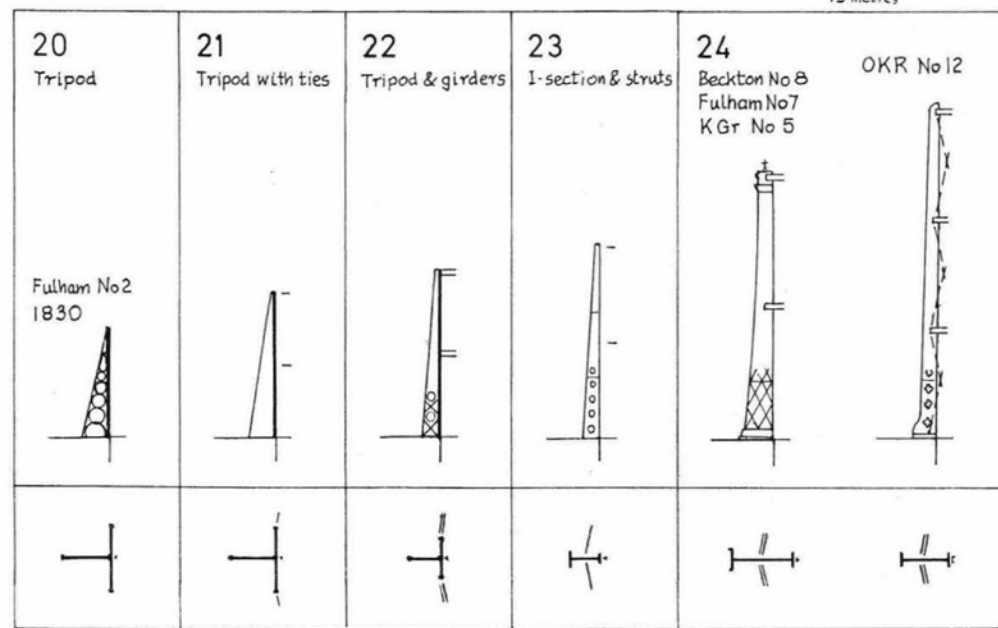 20
Tripod
Fulham No 2
1830
21
Tripod with ties
22
Tripod & girders
23
I-section & struts
24
Beckton No 8
Fulham No 7
K Gr No 5
OKR No 12